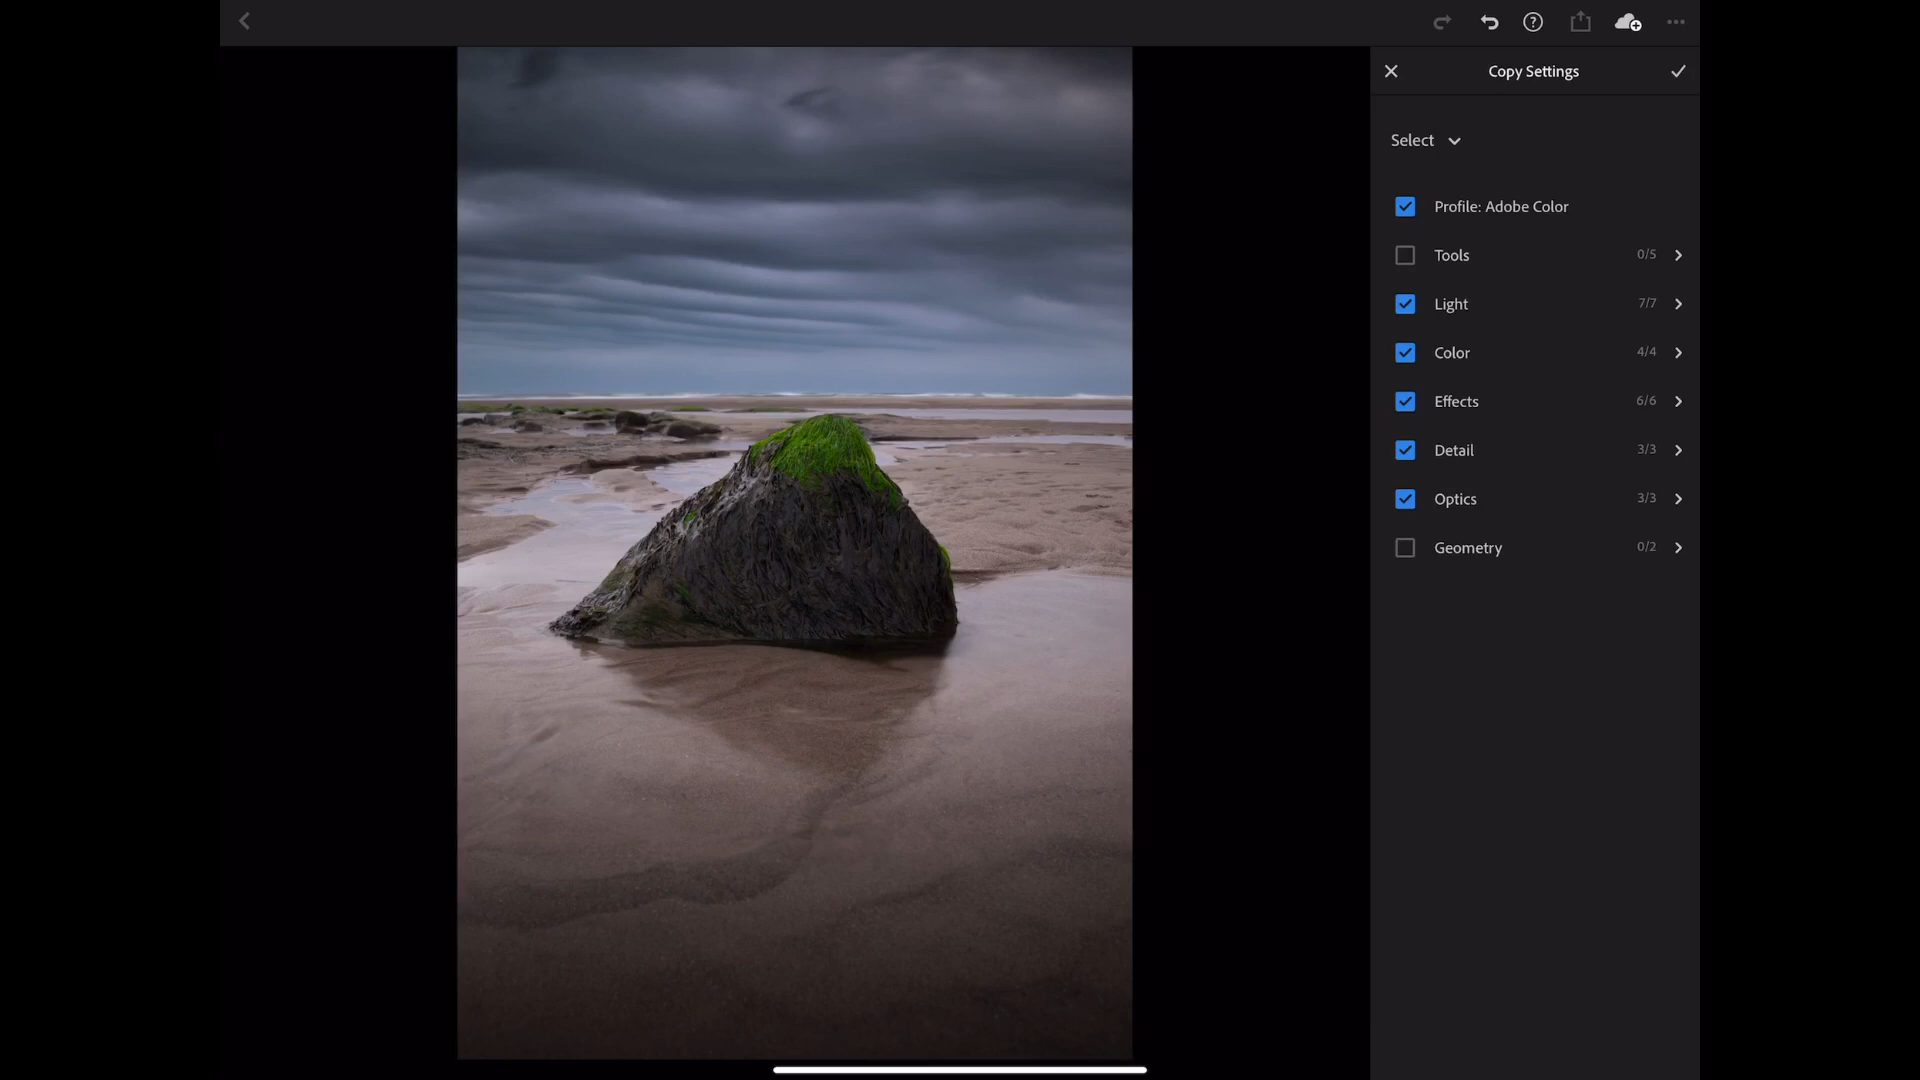 Copy Settings
Select
Profile: Adobe Color
Tools 0/5
Light 7/7
Color 4/4
Effects 6/6
Detail 3/3
Optics 3/3
Geometry 0/2